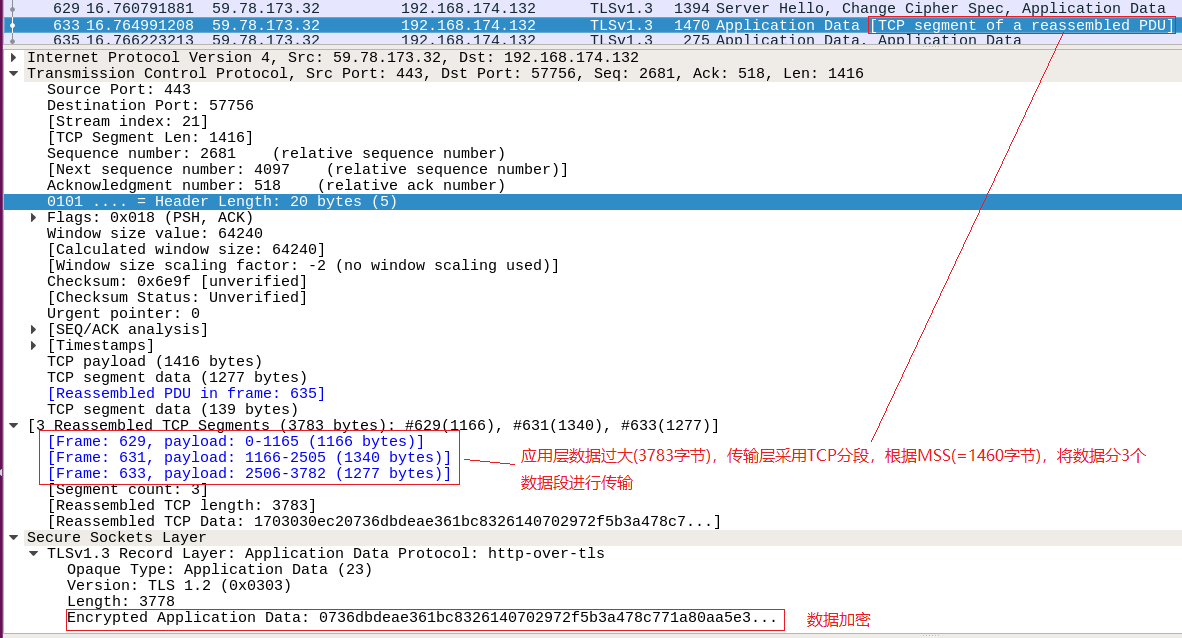 629 16.760791881 59.78.173.32 192.168.174.132 TLSv1.3 1394 Server Hello, Change Cipher Spec, Application Data
633 16.764991208 59.78.173.32 192.168.174.132 TLSv1.3 1470 Application Data [TCP segment of a reassembled PDU]
635 16.766223213 59.78.173.32 192.168.174.132 TLSv1.3 275 Application Data, Application Data
Internet Protocol Version 4, Src: 59.78.173.32, Dst: 192.168.174.132
Transmission Control Protocol, Src Port: 443, Dst Port: 57756, Seq: 2681, Ack: 518, Len: 1416
Source Port: 443
Destination Port: 57756
[Stream index: 21]
[TCP Segment Len: 1416]
Sequence number: 2681 (relative sequence number)
[Next sequence number: 4097 (relative sequence number)]
Acknowledgment number: 518 (relative ack number)
0101 .... = Header Length: 20 bytes (5)
Flags: 0x018 (PSH, ACK)
Window size value: 64240
[Calculated window size: 64240]
[Window size scaling factor: -2 (no window scaling used)]
Checksum: 0x6e9f [unverified]
[Checksum Status: Unverified]
Urgent pointer: 0
[SEQ/ACK analysis]
[Timestamps]
TCP payload (1416 bytes)
TCP segment data (1277 bytes)
[Reassembled PDU in frame: 635]
TCP segment data (139 bytes)
[3 Reassembled TCP Segments (3783 bytes): #629(1166), #631(1340), #633(1277)]
[Frame: 629, payload: 0-1165 (1166 bytes)]
[Frame: 631, payload: 1166-2505 (1340 bytes)]
[Frame: 633, payload: 2506-3782 (1277 bytes)]
应用层数据过大(3783字节)，传输层采用TCP分段，根据MSS(=1460字节)，将数据分3个
数据段进行传输
[Segment count: 3]
[Reassembled TCP length: 3783]
[Reassembled TCP Data: 1703030ec20736dbdeae361bc8326140702972f5b3a478c7...]
Secure Sockets Layer
TLSv1.3 Record Layer: Application Data Protocol: http-over-tls
Opaque Type: Application Data (23)
Version: TLS 1.2 (0x0303)
Length: 3778
Encrypted Application Data: 0736dbdeae361bc8326140702972f5b3a478c771a80aa5e3...
数据加密